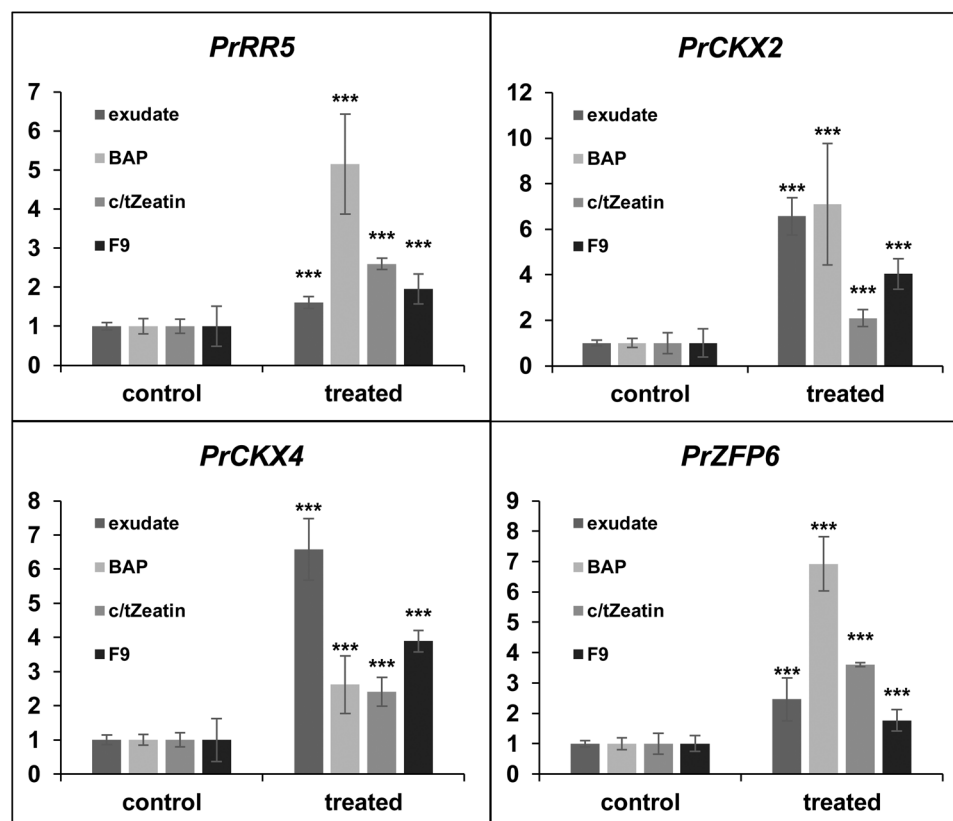 PrRR5
7
6
5
4
3
2
1
0
exudate
BAP
c/tZeatin
F9
***
***
***
***
control
treated
PrCKX2
12
10
8
6
4
2
0
exudate
BAP
c/tZeatin
F9
***
***
***
***
control
treated
PrCKX4
8
7
6
5
4
3
2
1
0
exudate
BAP
c/tZeatin
F9
***
***
***
***
control
treated
PrZFP6
9
8
7
6
5
4
3
2
1
0
exudate
BAP
c/tZeatin
F9
***
***
***
***
control
treated